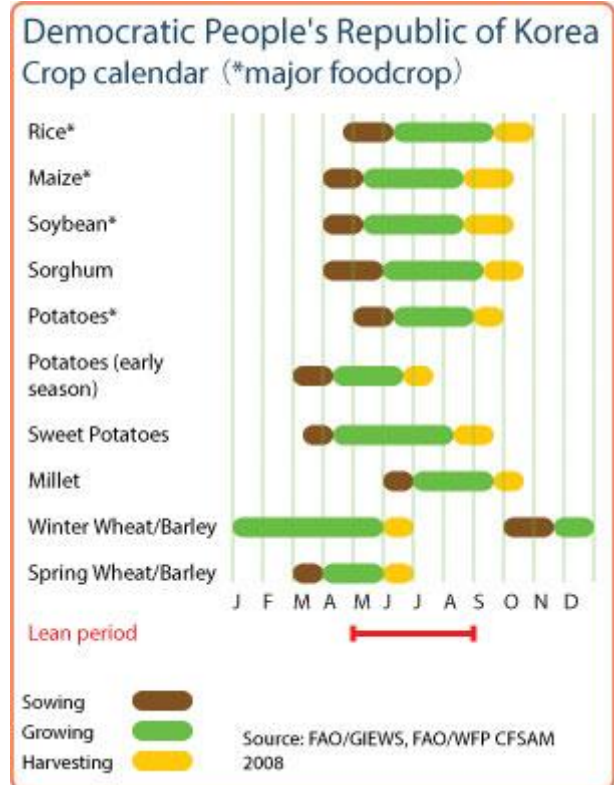 Democratic People's Republic of Korea
Crop calendar (*major foodcrop)
Rice*
Maize*
Soybean*
Sorghum
Potatoes*
Potatoes (early
season)
Sweet Potatoes
Millet
Winter Wheat/Barley
Spring Wheat/Barley
J F M A M J J A S O N D
Lean period
Sowing
Growing
Harvesting
Source: FAO/GIEWS, FAO/WFP CFSAM
2008